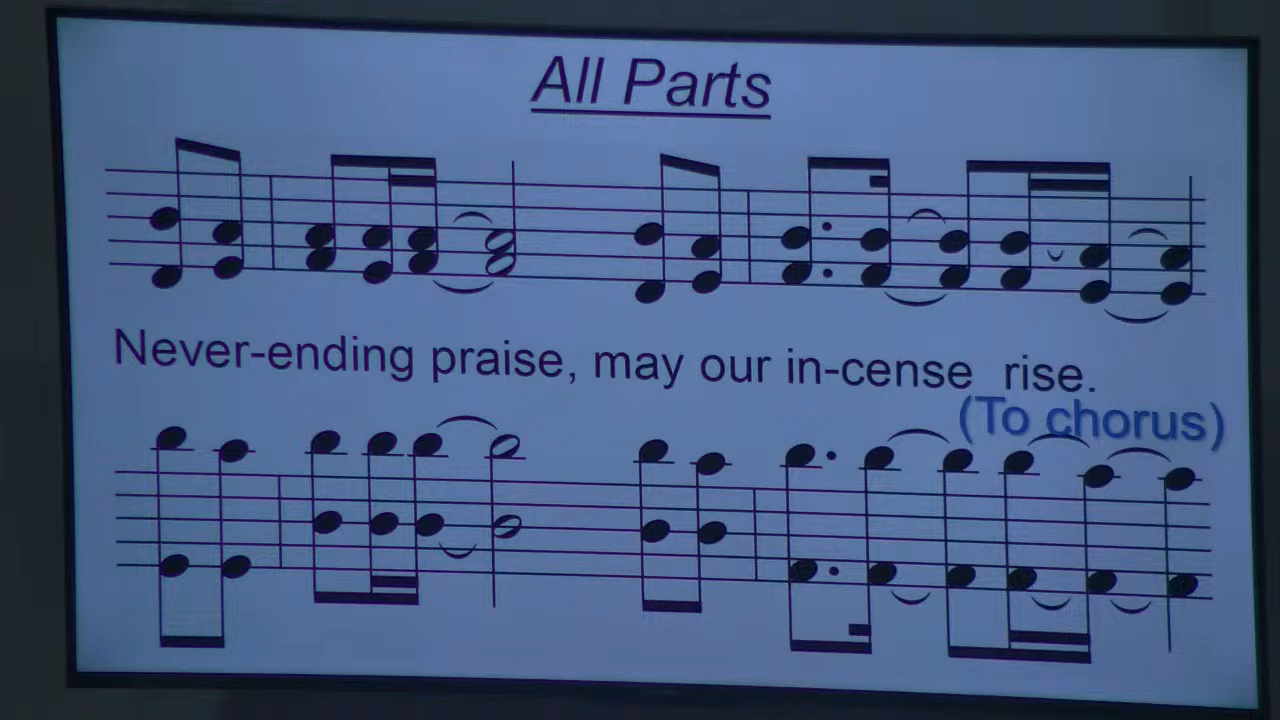 All Parts
Never-ending praise, may our in-cense rise.
(To chorus)